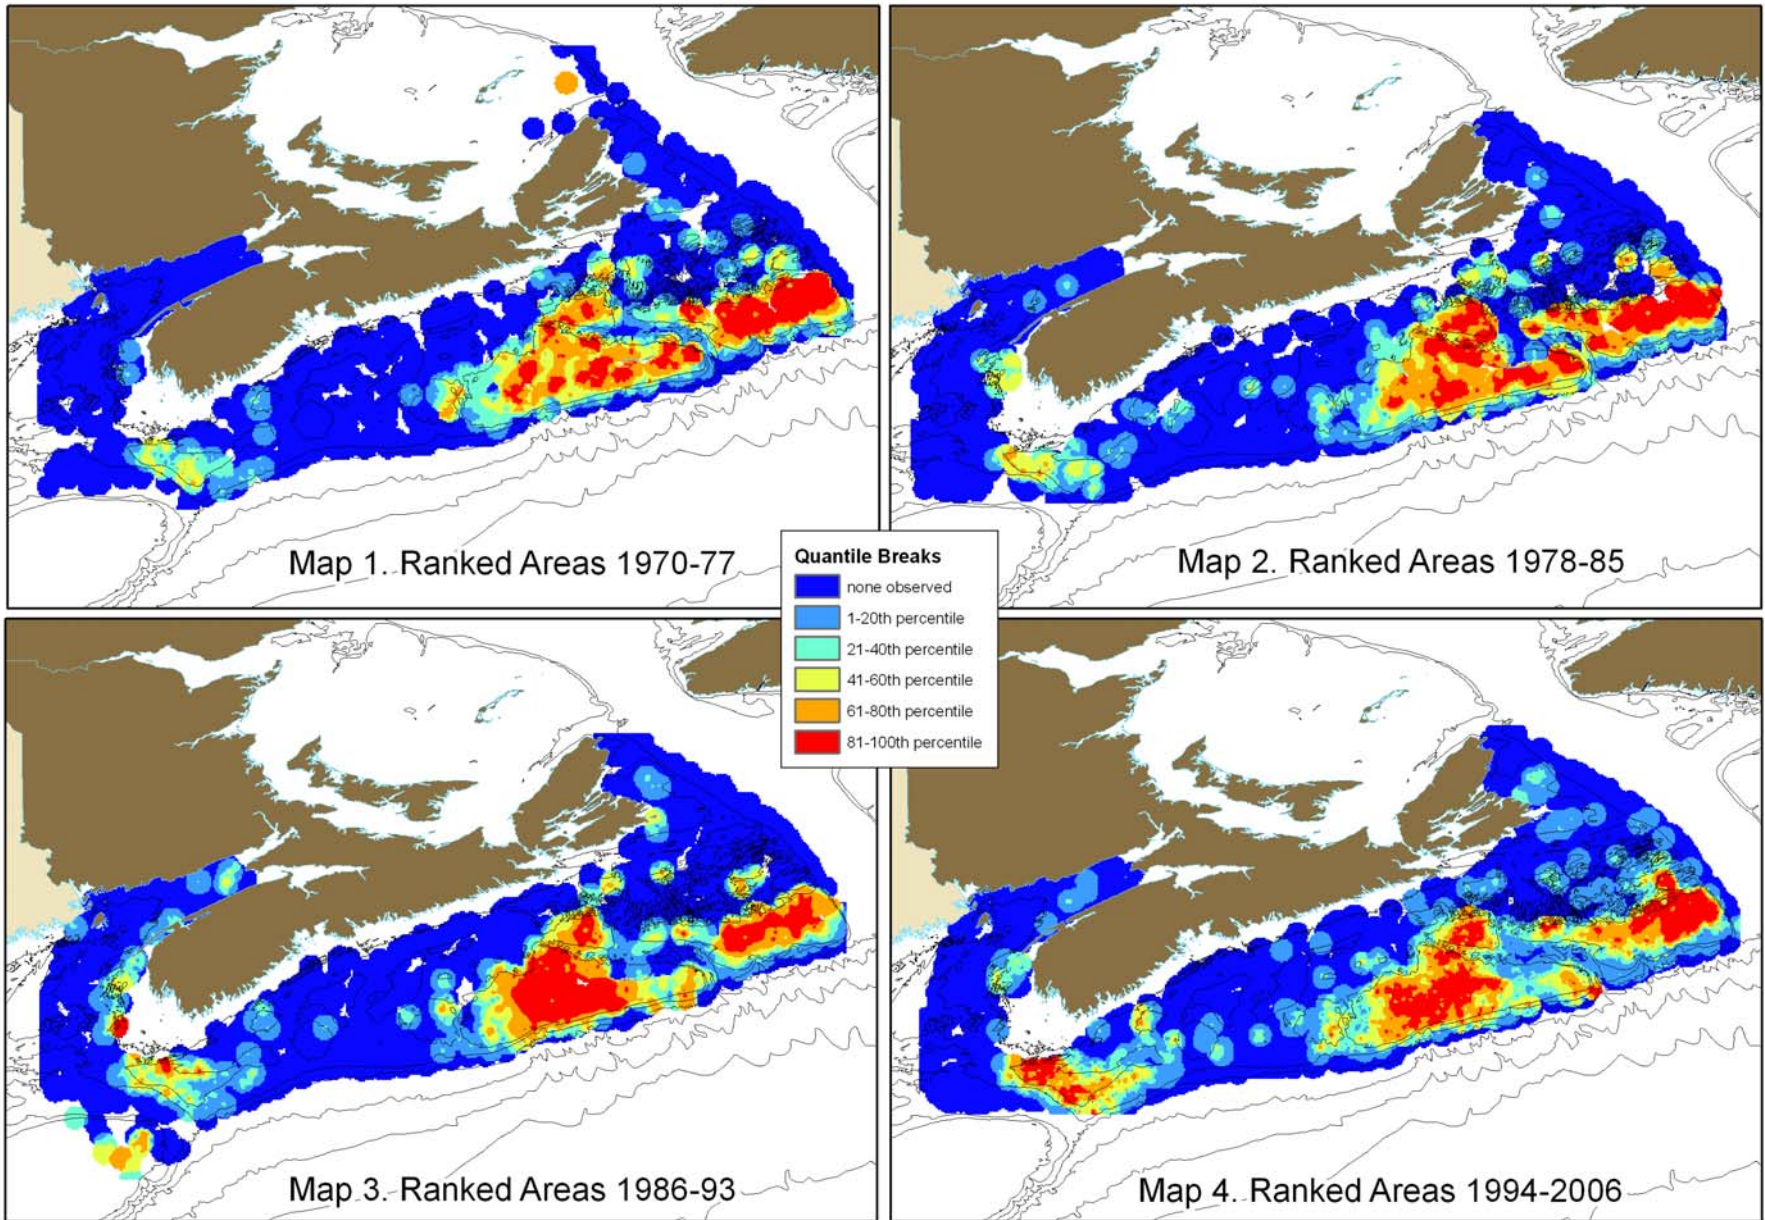 Map 1. Ranked Areas 1970-77
Map 2. Ranked Areas 1978-85
Quantile Breaks
none observed
1-20th percentile
21-40th percentile
41-60th percentile
61-80th percentile
81-100th percentile
Map 3. Ranked Areas 1986-93
Map 4. Ranked Areas 1994-2006